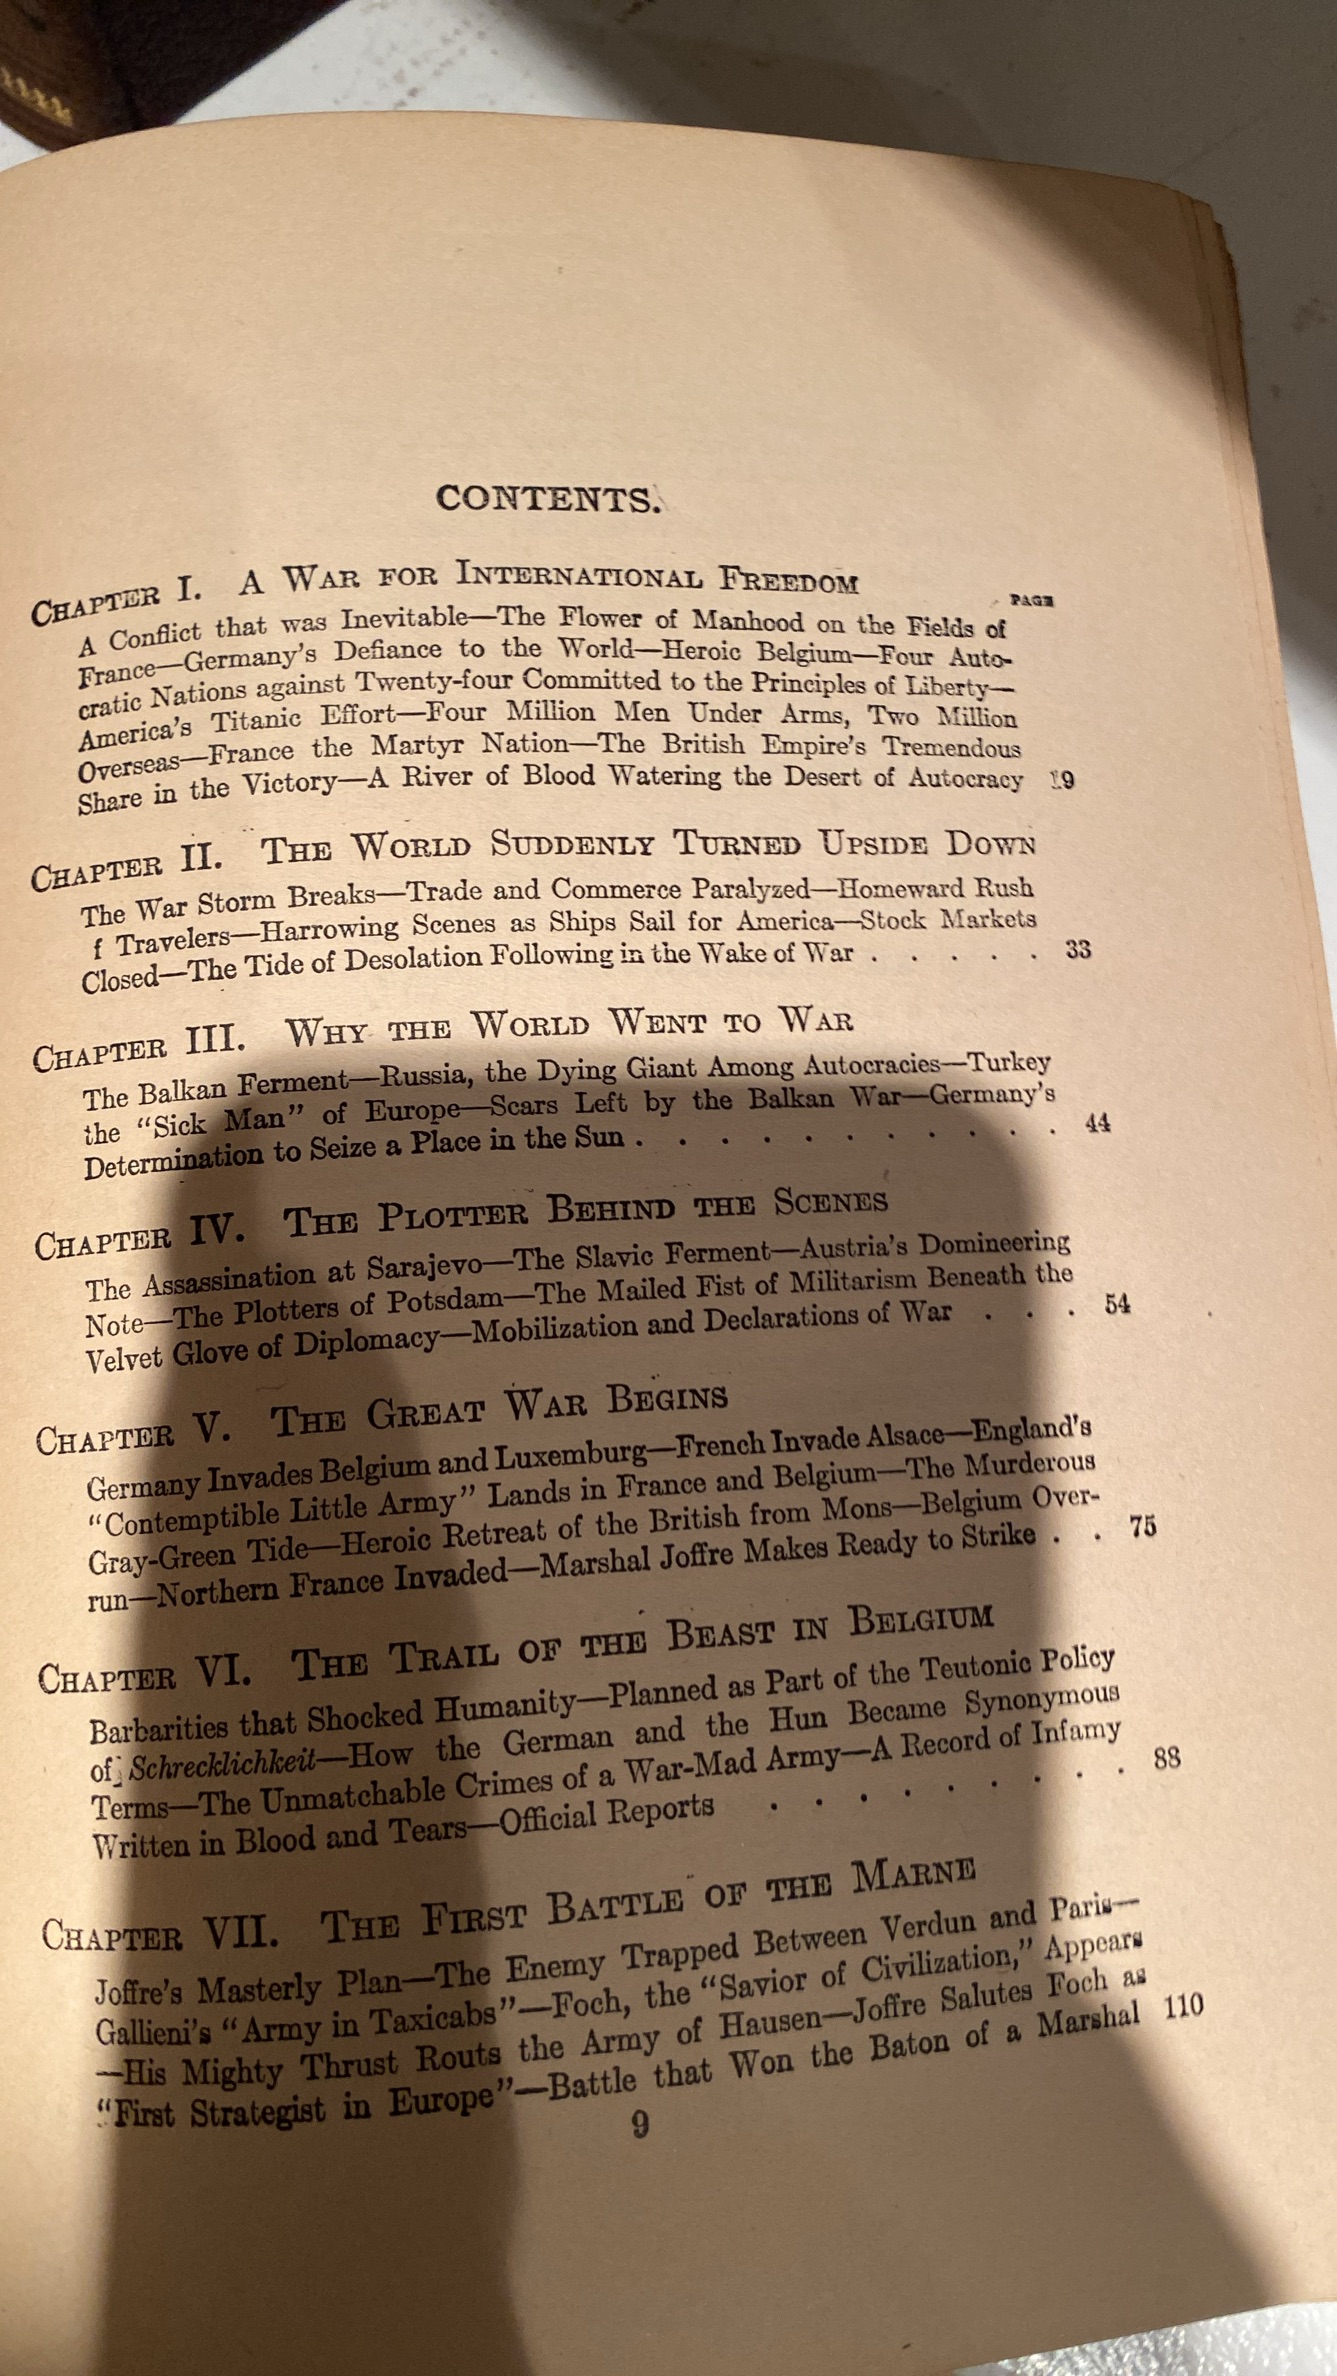 CONTENTS.
CHAPTER I. A WAR FOR INTERNATIONAL FREEDOM
PAGE
A Conflict that was Inevitable—The Flower of Manhood on the Fields of
France—Germany's Defiance to the World—Heroic Belgium—Four Auto-
cratic Nations against Twenty-four Committed to the Principles of Liberty—
America's Titanic Effort—Four Million Men Under Arms, Two Million
Overseas—France the Martyr Nation—The British Empire's Tremendous
Share in the Victory—A River of Blood Watering the Desert of Autocracy 19
CHAPTER II. THE WORLD SUDDENLY TURNED UPSIDE DOWN
The War Storm Breaks—Trade and Commerce Paralyzed—Homeward Rush
f Travelers—Harrowing Scenes as Ships Sail for America—Stock Markets
Closed—The Tide of Desolation Following in the Wake of War . . . . . 33
CHAPTER III. WHY THE WORLD WENT TO WAR
The Balkan Ferment—Russia, the Dying Giant Among Autocracies—Turkey
the "Sick Man" of Europe—Scars Left by the Balkan War—Germany's
Determination to Seize a Place in the Sun . . . . . . . . . . . 44
CHAPTER IV. THE PLOTTER BEHIND THE SCENES
The Assassination at Sarajevo—The Slavic Ferment—Austria's Domineering
Note—The Plotters of Potsdam—The Mailed Fist of Militarism Beneath the
Velvet Glove of Diplomacy—Mobilization and Declarations of War . . . 54
CHAPTER V. THE GREAT WAR BEGINS
Germany Invades Belgium and Luxemburg—French Invade Alsace—England's
"Contemptible Little Army" Lands in France and Belgium—The Murderous
Gray-Green Tide—Heroic Retreat of the British from Mons—Belgium Over-
run—Northern France Invaded—Marshal Joffre Makes Ready to Strike . . 75
CHAPTER VI. THE TRAIL OF THE BEAST IN BELGIUM
Barbarities that Shocked Humanity—Planned as Part of the Teutonic Policy
of Schrecklichkeit—How the German and the Hun Became Synonymous
Terms—The Unmatchable Crimes of a War-Mad Army—A Record of Infamy
Written in Blood and Tears—Official Reports . . . . . . . . . 88
CHAPTER VII. THE FIRST BATTLE OF THE MARNE
Joffre's Masterly Plan—The Enemy Trapped Between Verdun and Paris—
Gallieni's "Army in Taxicabs"—Foch, the "Savior of Civilization," Appears
—His Mighty Thrust Routs the Army of Hausen—Joffre Salutes Foch as
"First Strategist in Europe"—Battle that Won the Baton of a Marshal 110
9